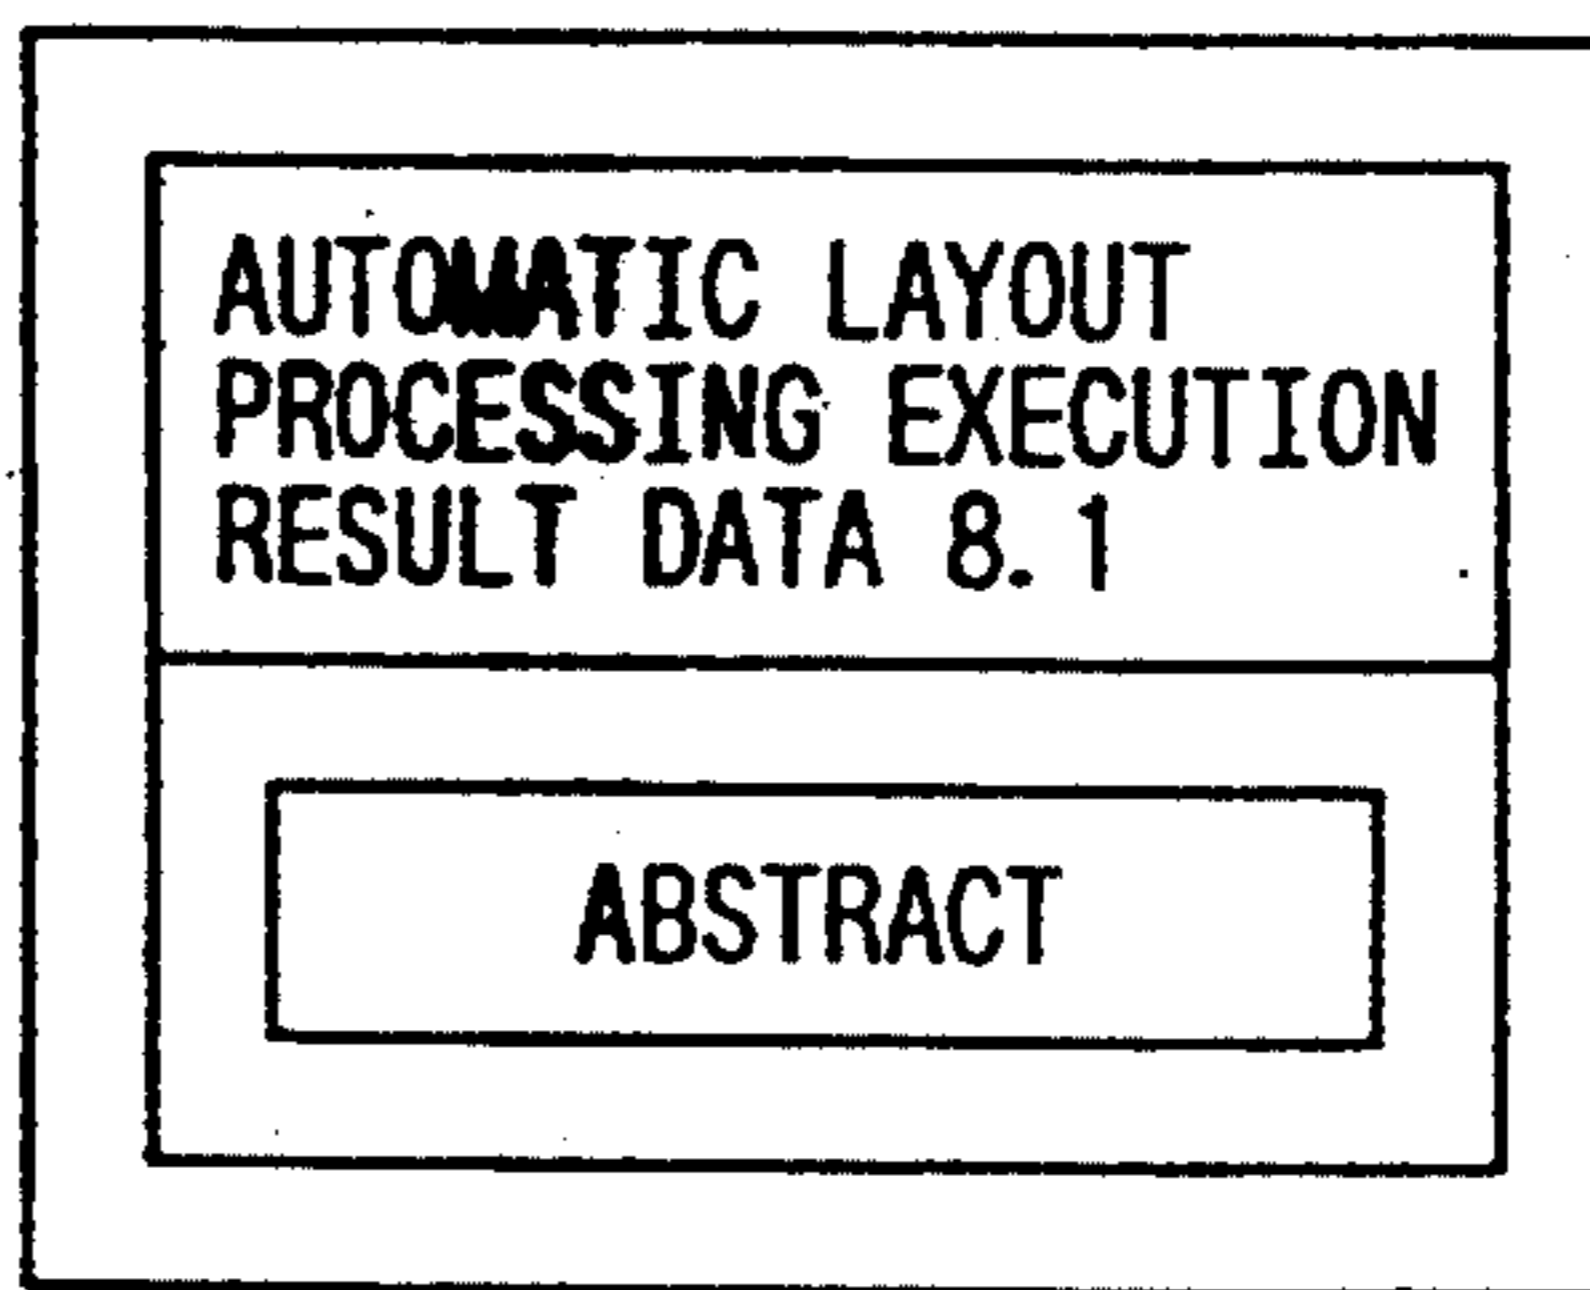 AUTOMATIC LAYOUT
PROCESSING EXECUTION
RESULT DATA 8.1
ABSTRACT